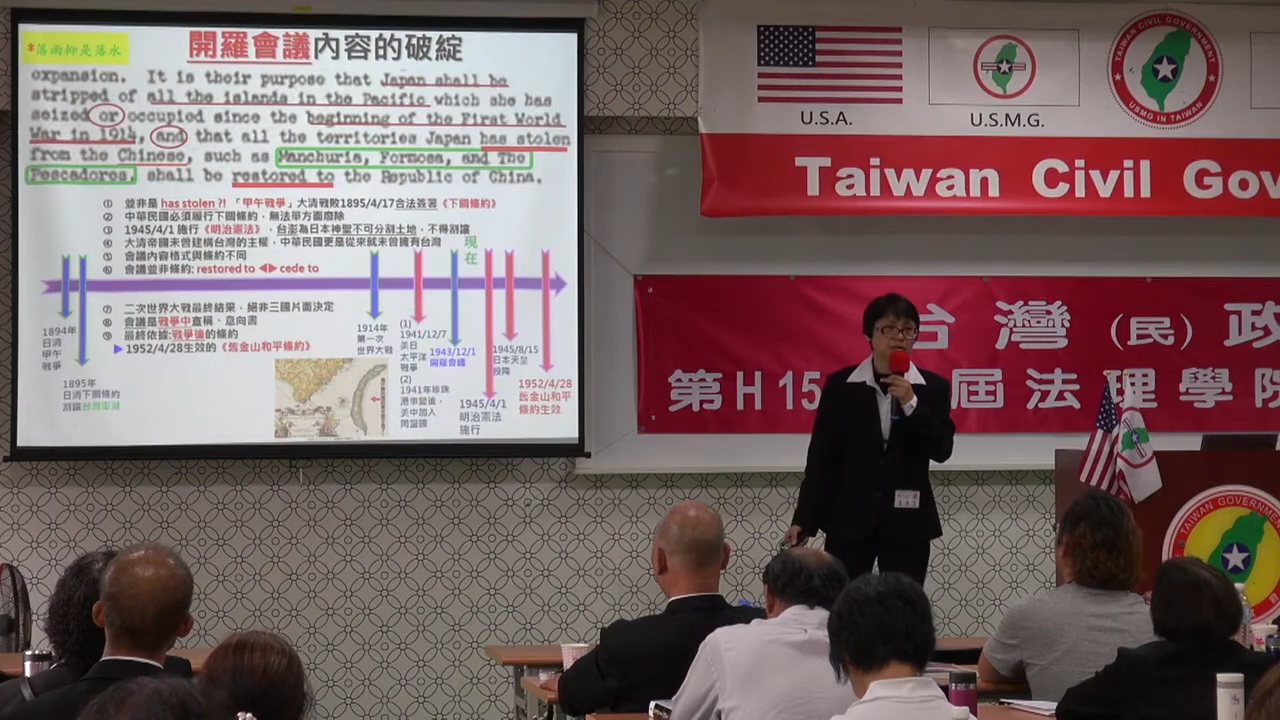 *落雨抑是落水
開羅會議內容的破綻
expansion. It is their purpose that Japan shall be
stripped of all the islands in the Pacific which she has
seized or occupied since the beginning of the First World
War in 1914, and that all the territories Japan has stolen
from the Chinese, such as Manchuria, Formosa, and The
Pescadores, shall be restored to the Republic of China.
① 並非是 has stolen ?! 「甲午戰爭」大清戰敗1895/4/17合法簽署《下關條約》
② 中華民國必須履行下關條約，無法單方面廢除
③ 1945/4/1 施行《明治憲法》，台澎為日本神聖不可分割土地，不得割讓
④ 大清帝國未曾建構台灣的主權，中華民國更是從來就未曾擁有台灣
⑤ 會議內容格式與條約不同
⑥ 會議並非條約: restored to ◀▶ cede to
現在
⑦ 二次世界大戰最終結果，絕非三國片面決定
⑧ 會議是戰爭中宣稱、意向書
⑨ 最終依據:戰爭後的條約
▶ 1952/4/28生效的《舊金山和平條約》
1894年
日清
甲午
戰爭
1895年
日清下關條約
割讓台灣澎湖
1914年
第一次
世界大戰
(1)
1941/12/7
美日
太平洋
戰爭
(2)
1941年珍珠
港事變後，
美中加入
同盟國
1943/12/1
開羅會議
1945/4/1
明治憲法
施行
1945/8/15
日本天皇
投降
1952/4/28
舊金山和平
條約生效
U.S.A.
U.S.M.G.
TAIWAN CIVIL GOVERNMENT
USMG IN TAIWAN
Taiwan Civil Gov
台灣(民)政
第H15
屆法理學院
TAIWAN GOVERNMENT